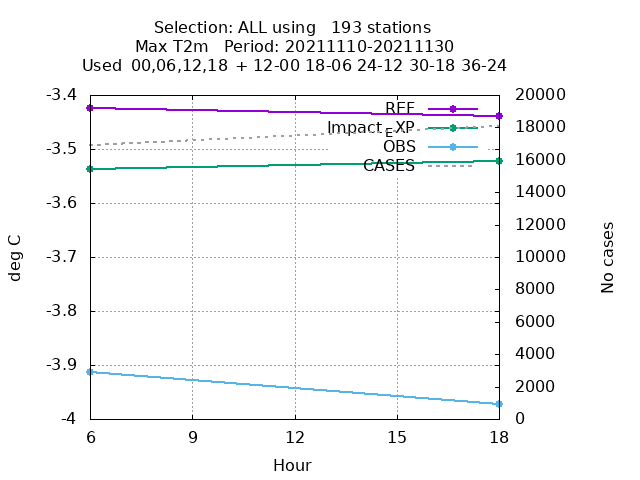 Selection: ALL using   193 stations
Max T2m   Period: 20211110-20211130
Used  00,06,12,18 + 12-00 18-06 24-12 30-18 36-24
-3.4
-3.5
-3.6
-3.7
-3.8
-3.9
-4
20000
18000
16000
14000
12000
10000
8000
6000
4000
2000
0
REF
Impact_EXP
OBS
CASES
deg C
No cases
6
9
12
15
18
Hour